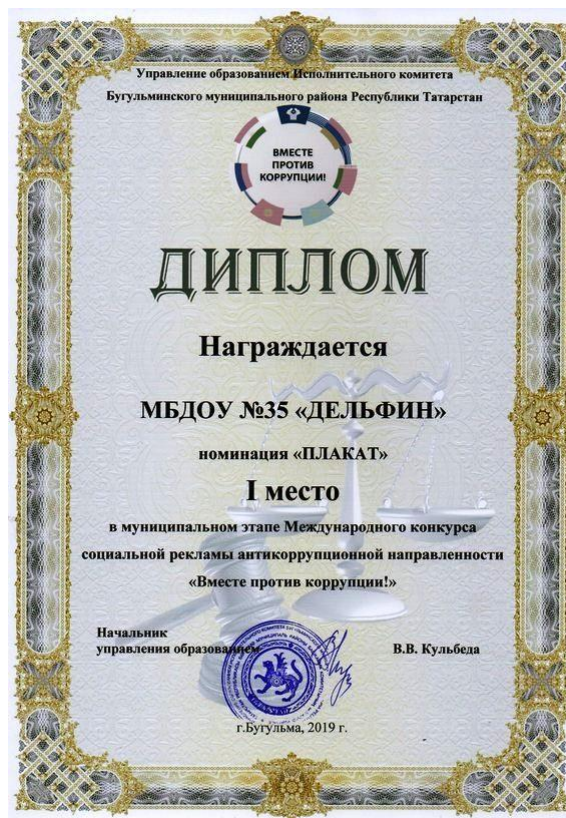 Управление образованием Исполнительного комитета
Бугульминского муниципального района Республики Татарстан
ВМЕСТЕ
ПРОТИВ
КОРРУПЦИИ!
ДИПЛОМ
Награждается
МБДОУ №35 «ДЕЛЬФИН»
номинация «ПЛАКАТ»
I место
в муниципальном этапе Международного конкурса
социальной рекламы антикоррупционной направленности
«Вместе против коррупции!»
Начальник
управления образованием
В.В. Кульбеда
г.Бугульма, 2019 г.